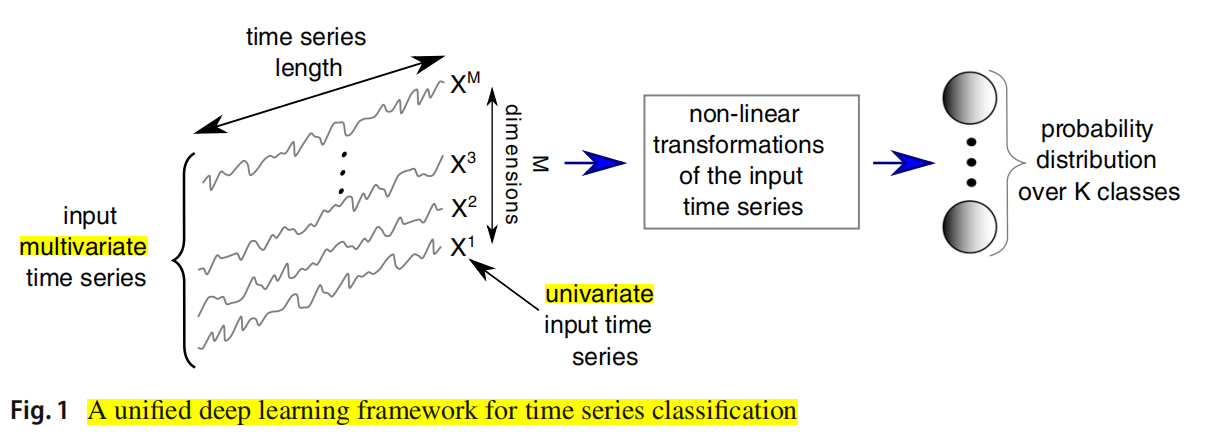 time series
length
X^M
X^3
X^2
X^1
M
dimensions
input
multivariate
time series
univariate
input time
series
non-linear
transformations
of the input
time series
probability
distribution
over K classes
Fig. 1 A unified deep learning framework for time series classification